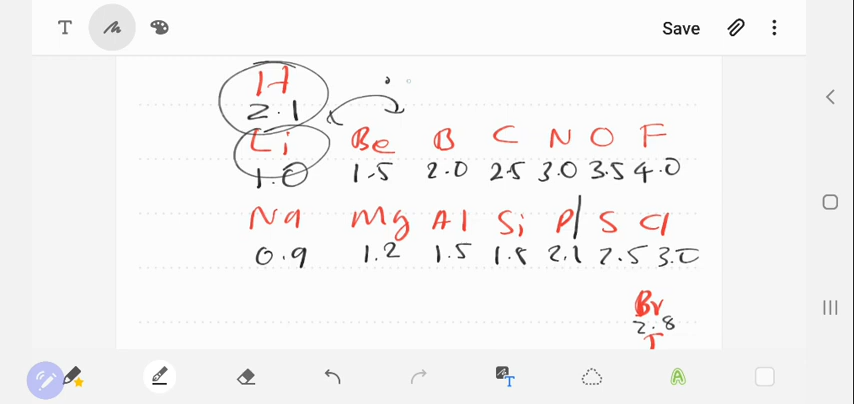 T Save
H
2.1
Li Be B C N O F
1.0 1.5 2.0 2.5 3.0 3.5 4.0
Na Mg Al Si P S Cl
0.9 1.2 1.5 1.8 2.1 2.5 3.0
Br
2.8
I